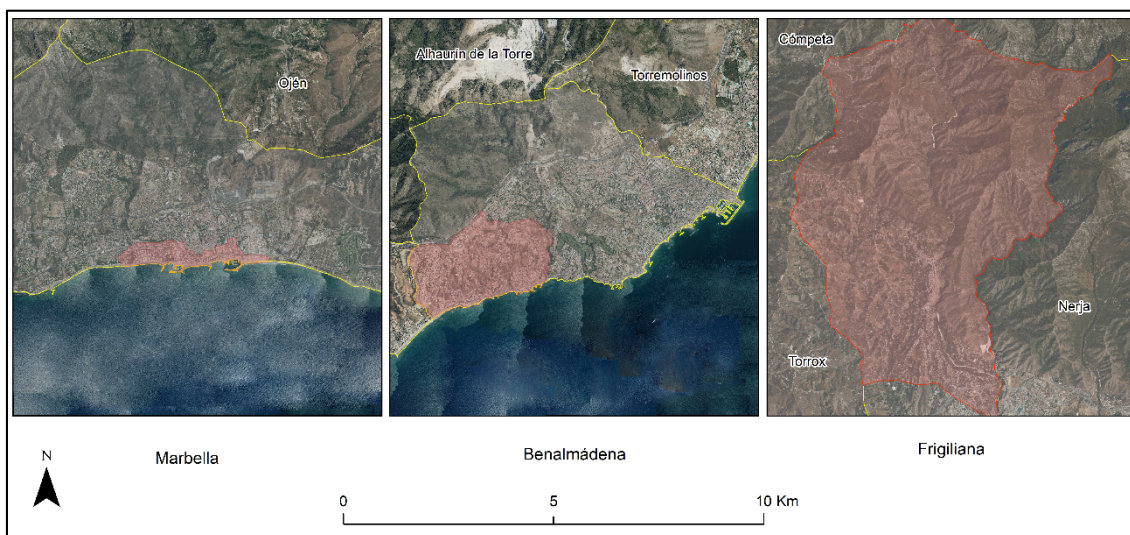 Ojén
Alhaurín de la Torre
Torremolinos
Cómpeta
Nerja
Torrox
Marbella
Benalmádena
Frigiliana
N
0 5 10 Km